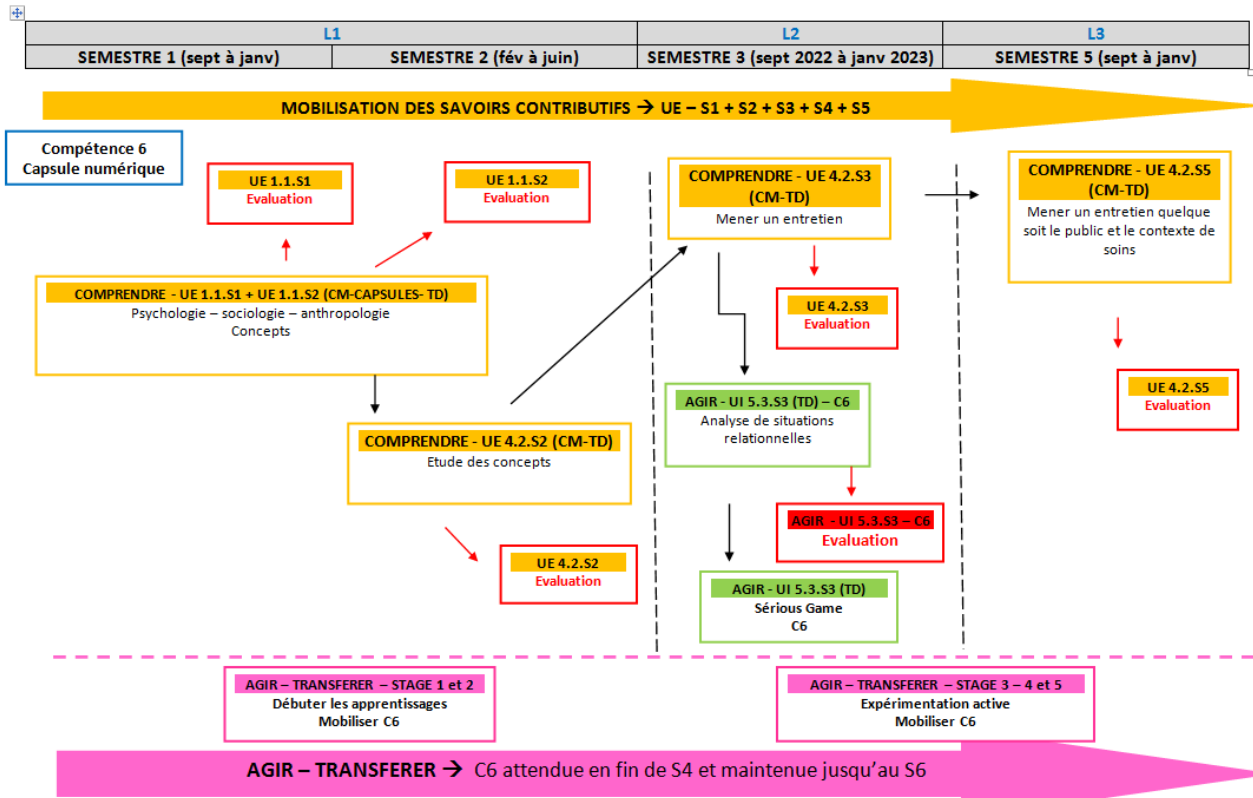 L1
L2
L3
SEMESTRE 1 (sept à janv)
SEMESTRE 2 (fév à juin)
SEMESTRE 3 (sept 2022 à janv 2023)
SEMESTRE 5 (sept à janv)
MOBILISATION DES SAVOIRS CONTRIBUTIFS → UE – S1 + S2 + S3 + S4 + S5
Compétence 6
Capsule numérique
UE 1.1.S1
Evaluation
UE 1.1.S2
Evaluation
COMPRENDRE - UE 4.2.S3
(CM-TD)
Mener un entretien
COMPRENDRE - UE 4.2.S5
(CM-TD)
Mener un entretien quelque
soit le public et le contexte de
soins
COMPRENDRE - UE 1.1.S1 + UE 1.1.S2 (CM-CAPSULES- TD)
Psychologie – sociologie – anthropologie
Concepts
UE 4.2.S3
Evaluation
UE 4.2.S5
Evaluation
AGIR - UI 5.3.S3 (TD) – C6
Analyse de situations
relationnelles
COMPRENDRE - UE 4.2.S2 (CM-TD)
Etude des concepts
AGIR - UI 5.3.S3 – C6
Evaluation
UE 4.2.S2
Evaluation
AGIR - UI 5.3.S3 (TD)
Sérious Game
C6
AGIR – TRANSFERER – STAGE 1 et 2
Débuter les apprentissages
Mobiliser C6
AGIR – TRANSFERER – STAGE 3 – 4 et 5
Expérimentation active
Mobiliser C6
AGIR – TRANSFERER → C6 attendue en fin de S4 et maintenue jusqu'au S6